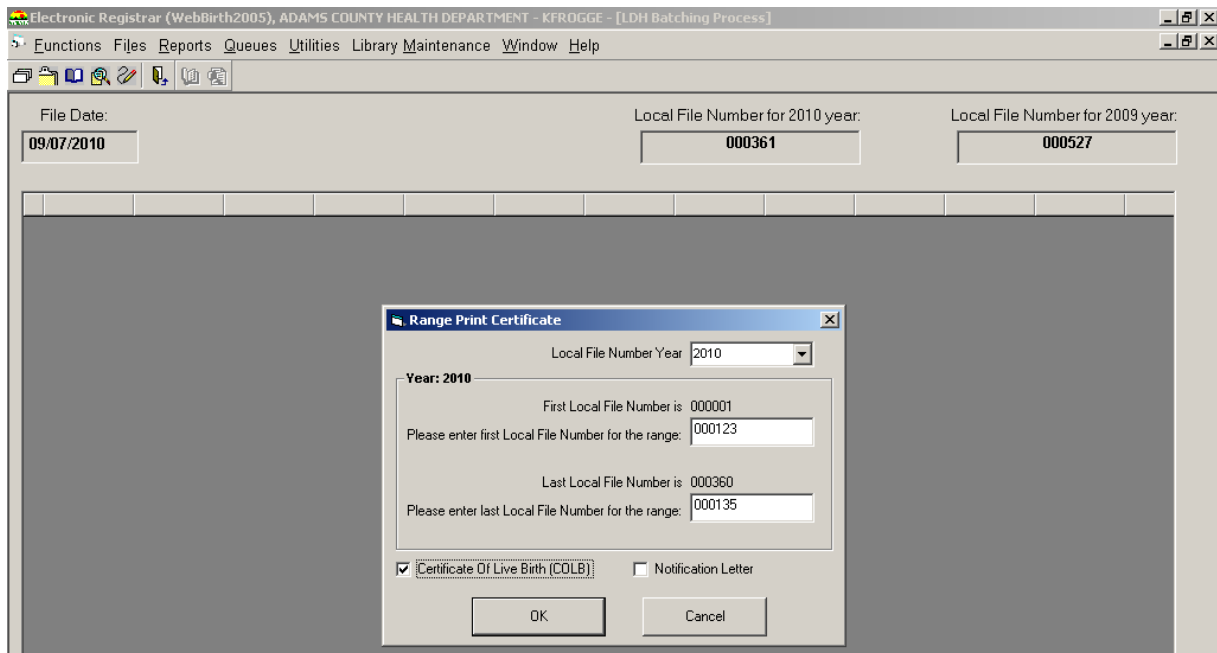 Electronic Registrar (WebBirth2005), ADAMS COUNTY HEALTH DEPARTMENT - KFROGGE - [LDH Batching Process]
Functions Files Reports Queues Utilities Library Maintenance Window Help
File Date: Local File Number for 2010 year: Local File Number for 2009 year:
09/07/2010 000361 000527
Range Print Certificate
Local File Number Year 2010
Year: 2010
First Local File Number is 000001
Please enter first Local File Number for the range: 000123
Last Local File Number is 000360
Please enter last Local File Number for the range: 000135
Certificate Of Live Birth (COLB) Notification Letter
OK Cancel